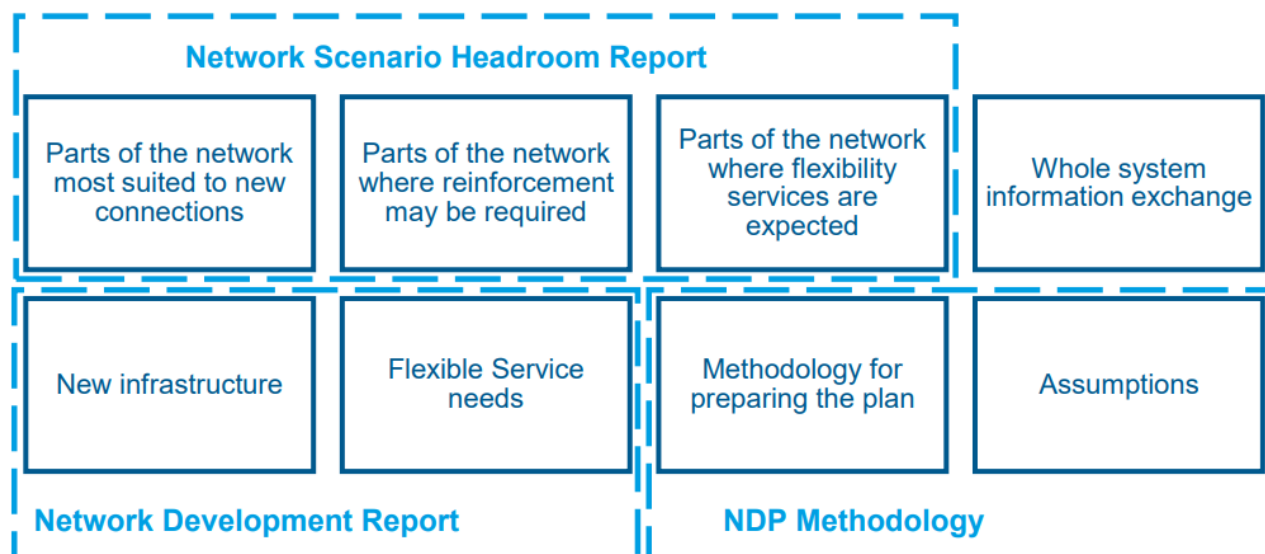 Network Scenario Headroom Report
Parts of the network
most suited to new
connections
Parts of the network
where reinforcement
may be required
Parts of the network
where flexibility
services are
expected
Whole system
information exchange
New infrastructure
Flexible Service
needs
Methodology for
preparing the plan
Assumptions
Network Development Report
NDP Methodology